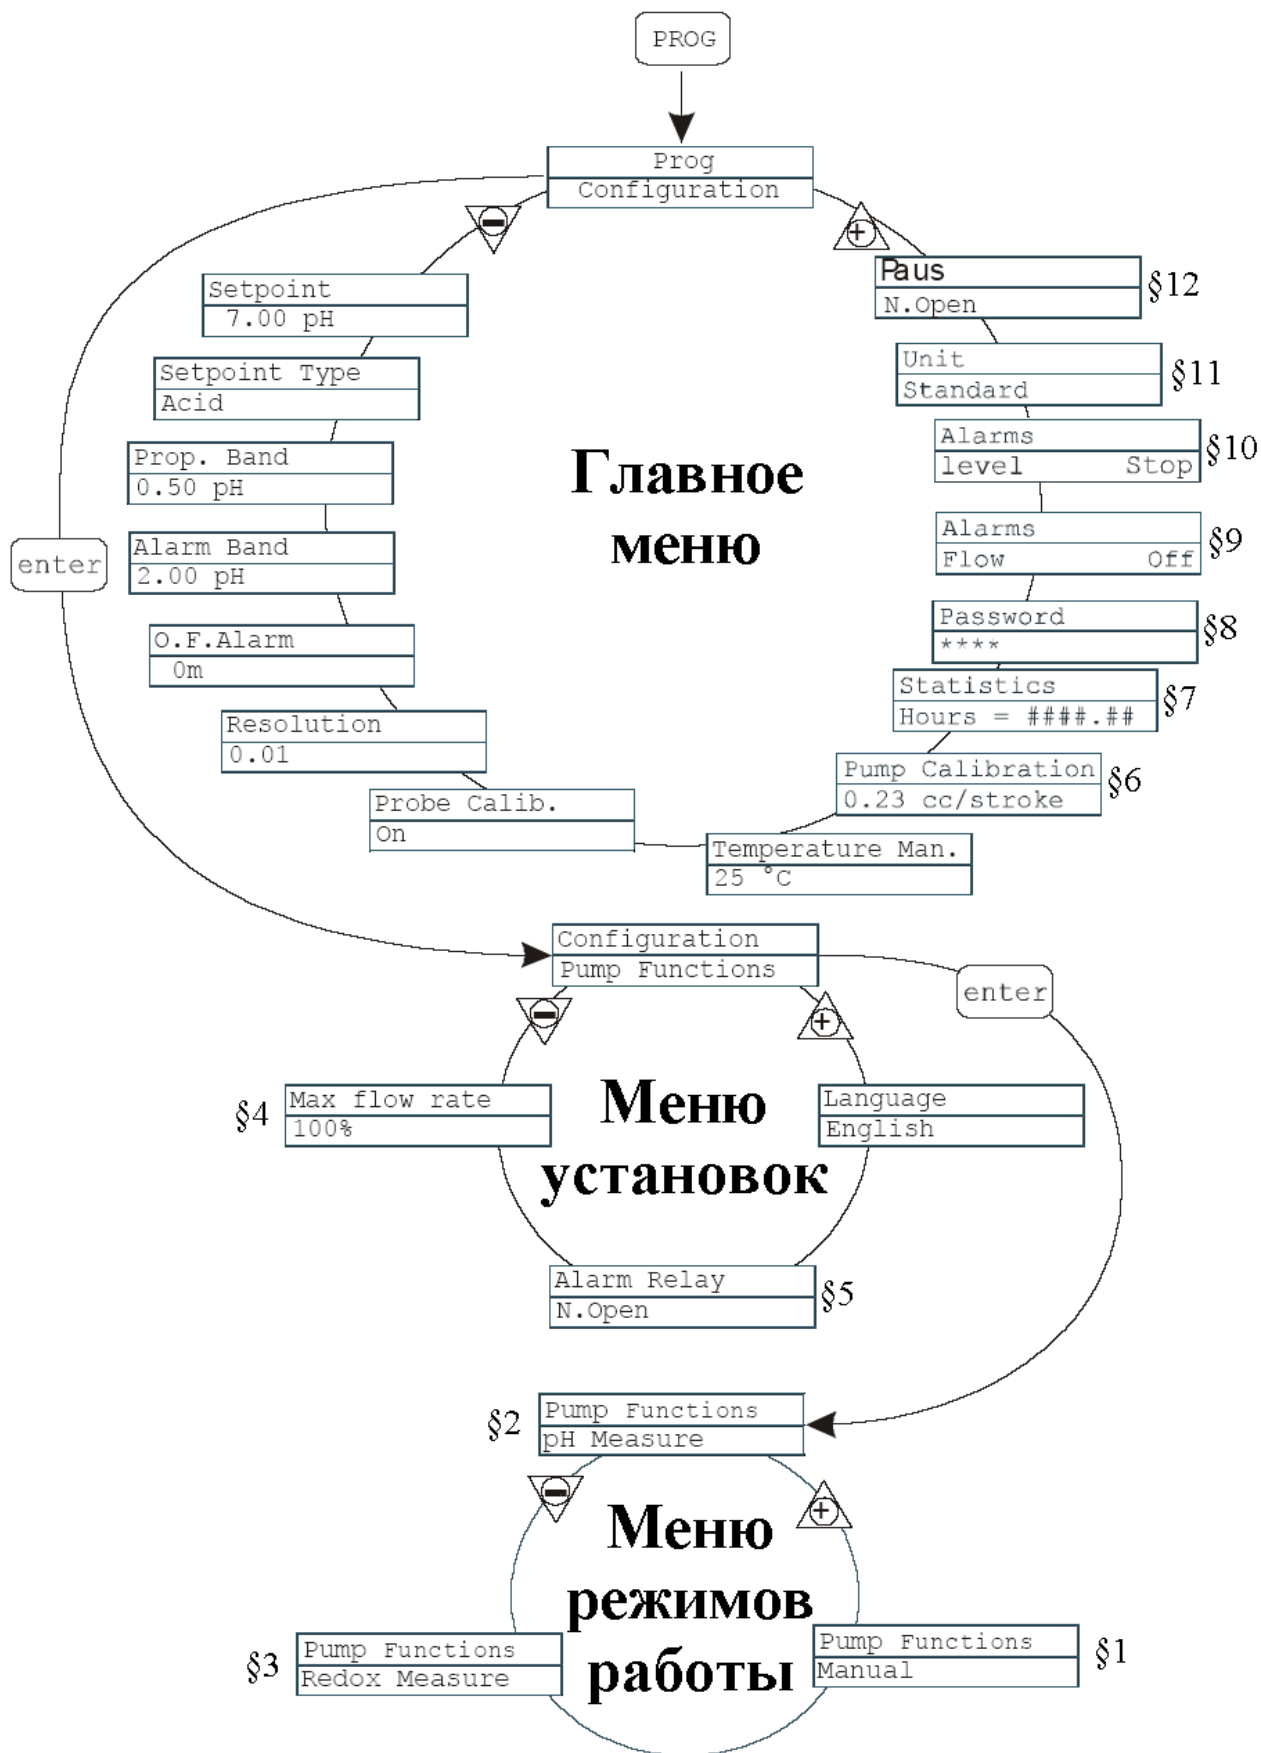 PROG
Prog
Configuration
Setpoint
7.00 pH
Paus
N.Open
§12
Setpoint Type
Acid
Unit
Standard
§11
Prop. Band
0.50 pH
Главное
меню
Alarms
level Stop
§10
enter
Alarm Band
2.00 pH
Alarms
Flow Off
§9
O.F.Alarm
0m
Password
****
§8
Resolution
0.01
Statistics
Hours = ####.##
§7
Probe Calib.
On
Pump Calibration
0.23 cc/stroke
§6
Temperature Man.
25 °C
Configuration
Pump Functions
enter
§4
Max flow rate
100%
Меню
установок
Language
English
Alarm Relay
N.Open
§5
§2
Pump Functions
pH Measure
Меню
режимов
работы
§3
Pump Functions
Redox Measure
Pump Functions
Manual
§1